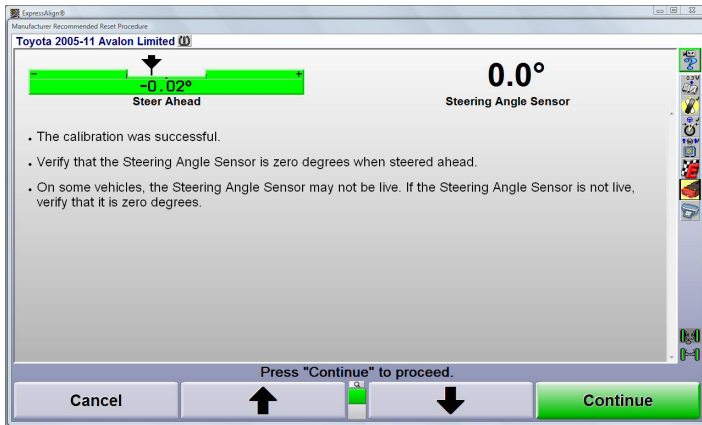 ExpressAlign®
Manufacturer Recommended Reset Procedure
Toyota 2005-11 Avalon Limited
- +
-0.02°
Steer Ahead
0.0°
Steering Angle Sensor
• The calibration was successful.
• Verify that the Steering Angle Sensor is zero degrees when steered ahead.
• On some vehicles, the Steering Angle Sensor may not be live. If the Steering Angle Sensor is not live,
verify that it is zero degrees.
0.3V
Press "Continue" to proceed.
Cancel
Continue